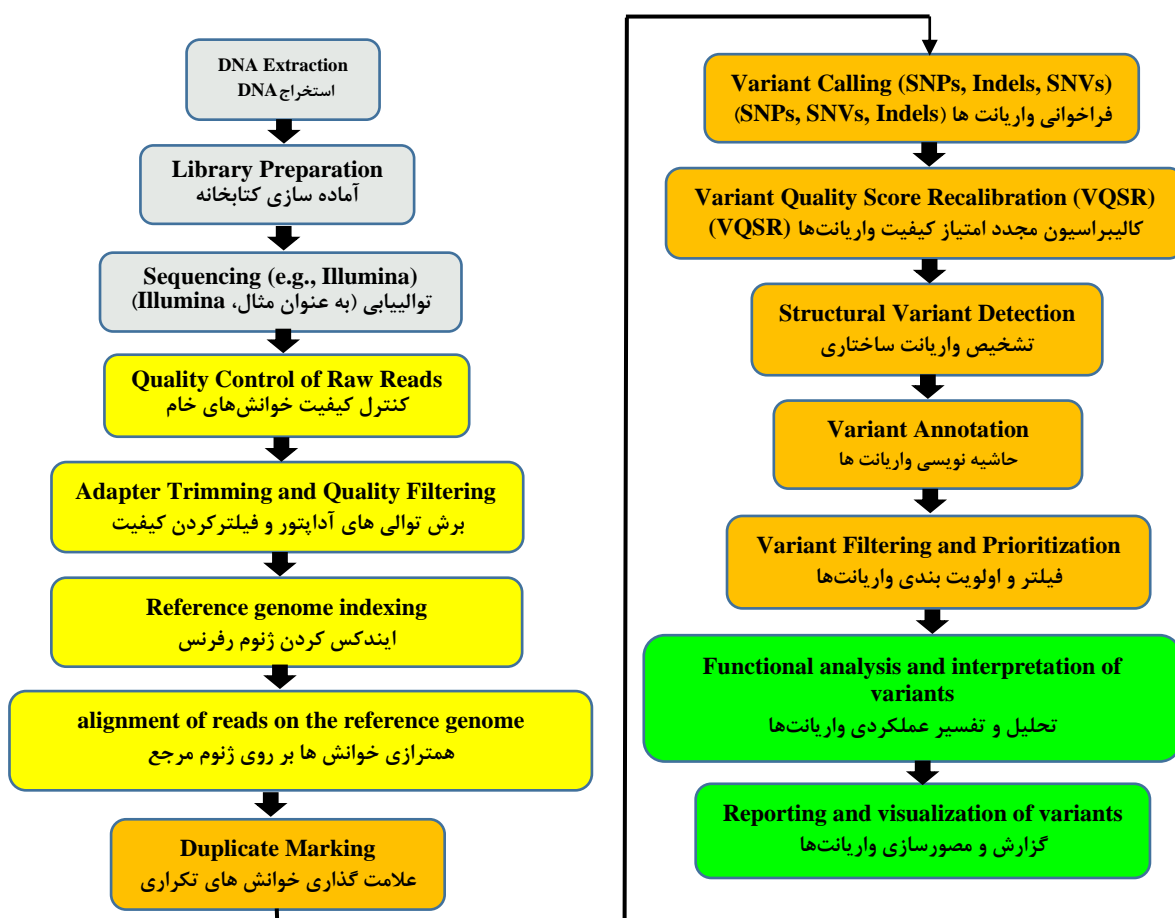 DNA Extraction
استخراج DNA
Library Preparation
آماده سازی کتابخانه
Sequencing (e.g., Illumina)
توالییابی (به عنوان مثال، Illumina)
Quality Control of Raw Reads
کنترل کیفیت خوانش‌های خام
Adapter Trimming and Quality Filtering
برش توالی های آداپتور و فیلترکردن کیفیت
Reference genome indexing
ایندکس کردن ژنوم رفرنس
alignment of reads on the reference genome
همترازی خوانش ها بر روی ژنوم مرجع
Duplicate Marking
علامت گذاری خوانش های تکراری
Variant Calling (SNPs, Indels, SNVs)
فراخوانی واریانت ها (SNPs, SNVs, Indels)
Variant Quality Score Recalibration (VQSR)
کالیبراسیون مجدد امتیاز کیفیت واریانت‌ها (VQSR)
Structural Variant Detection
تشخیص واریانت ساختاری
Variant Annotation
حاشیه نویسی واریانت ها
Variant Filtering and Prioritization
فیلتر و اولویت بندی واریانت‌ها
Functional analysis and interpretation of
variants
تحلیل و تفسیر عملکردی واریانت‌ها
Reporting and visualization of variants
گزارش و مصورسازی واریانت‌ها